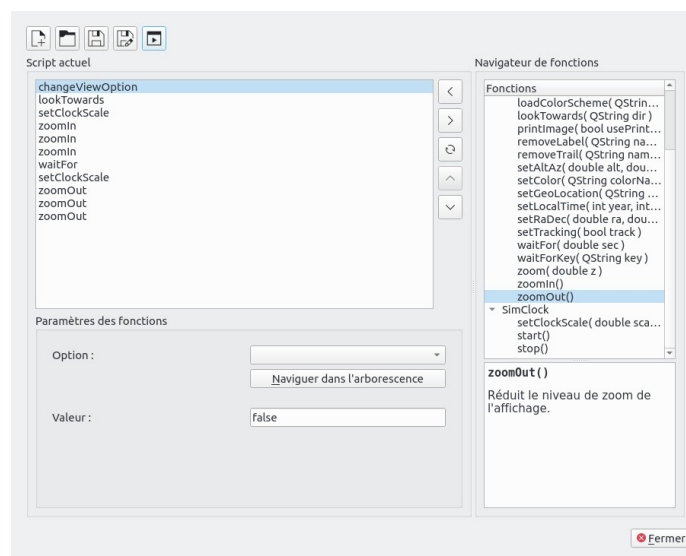 Script actuel
changeViewOption
lookTowards
setClockScale
zoomIn
zoomIn
zoomIn
waitFor
setClockScale
zoomOut
zoomOut
zoomOut
Paramètres des fonctions
Option :
Naviguer dans l'arborescence
Valeur :
false
Navigateur de fonctions
Fonctions
loadColorScheme( QStrin...
lookTowards( QString dir )
printImage( bool usePrint...
removeLabel( QString na...
removeTrail( QString nam...
setAltAz( double alt, dou...
setColor( QString colorNa...
setGeoLocation( QString ...
setLocalTime( int year, int...
setRaDec( double ra, dou...
setTracking( bool track )
waitFor( double sec )
waitForKey( QString key )
zoom( double z )
zoomIn()
zoomOut()
SimClock
setClockScale( double sca...
start()
stop()
zoomOut()
Réduit le niveau de zoom de
l'affichage.
Fermer